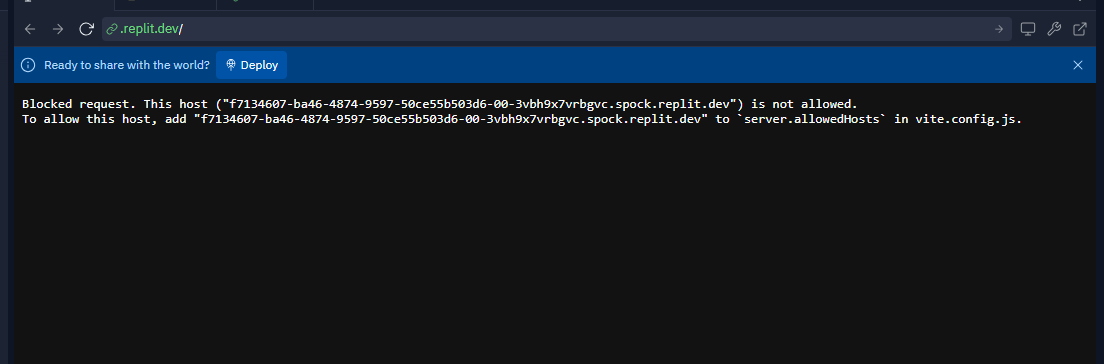 .replit.dev/
Ready to share with the world? Deploy
Blocked request. This host ("f7134607-ba46-4874-9597-50ce55b503d6-00-3vbh9x7vrbgvc.spock.replit.dev") is not allowed.
To allow this host, add "f7134607-ba46-4874-9597-50ce55b503d6-00-3vbh9x7vrbgvc.spock.replit.dev" to `server.allowedHosts` in vite.config.js.